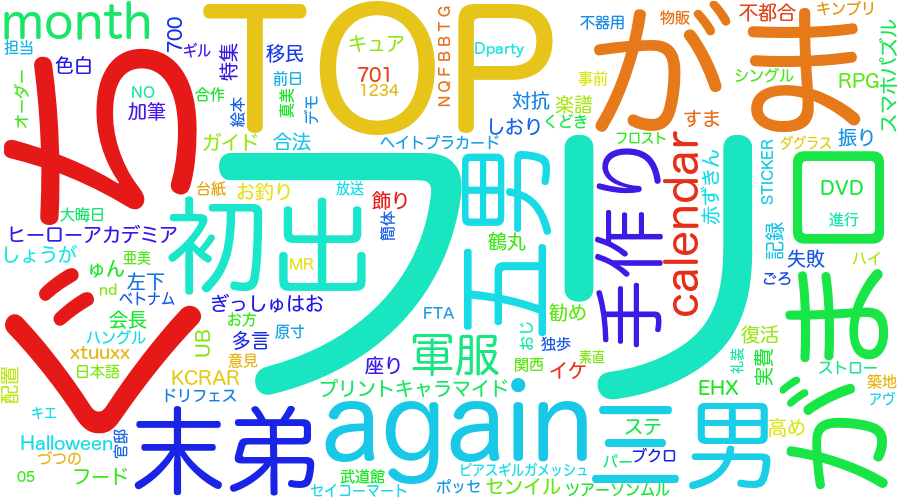 month
TOP
がま
不器用
物販
不都合
キンプリ
担当
700
ギル
特集
移民
キュア
Dparty
NQFBBTG
シングル
RPG
スマホパズル
色白
前日
701
1234
事前
オーダー
NO
合作
絵本
真美
デモ
対抗
楽譜
加筆
しおり
くどき
すま
振り
ガイド
合法
ヘイトプラカード
フロスト
ダグラス
ジょち
台紙
お釣り
放送
フリ
五男
手作り
calendar
赤ずきん
STICKER
ロ
DVD
進行
大晦日
初出
飾り
簡体
ヒーローアカデミア
鶴丸
記録
しょうが
亜美
MR
失敗
ハイ
ゅん
左下
ごろ
がま
nd
ベトナム
ぎっしゅはお
FTA
勧め
会長
お方
原寸
おじ
独歩
復活
ハングル
UB
多言
軍服
礼装
xtuuxx
意見
座り
関西
素直
実費
ストロー
日本語
イケ
配置
KCRAR
プリントキャラマイド
EHX
築地
ドリフェス
アヴ
キエ
末弟
again
三男
Halloween
官邸
ステ
高め
づつの
パー
ブクロ
05
フード
武道館
ピアスギルガメッシュ
セイコーマート
ポッセ
センイル
ツアーソンムル